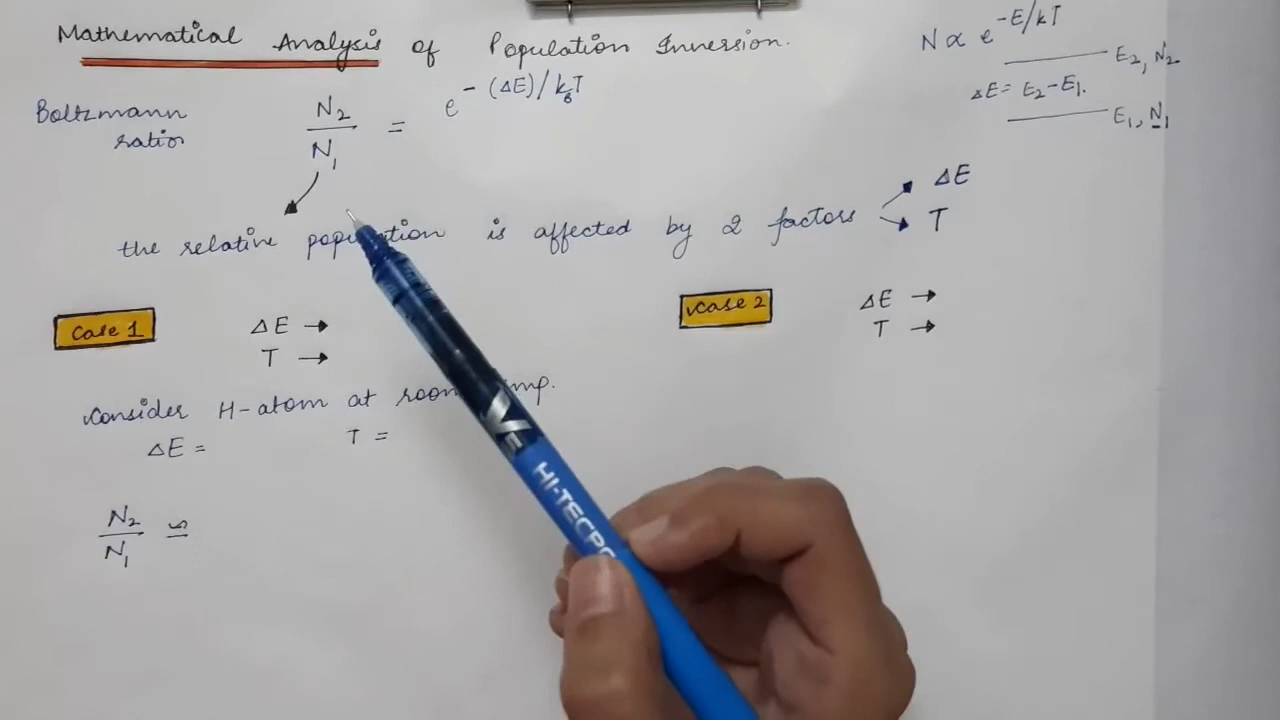 Mathematical Analysis of Population Inversion.
N ∝ e^{-E/kT}
E₂, N₂
ΔE = E₂-E₁.
E₁, N₁
Boltzmann ratio
N₂/N₁ = e^{-(ΔE)/k_BT}
the relative population is affected by 2 factors → ΔE
→ T
Case 1
ΔE →
T →
Case 2
ΔE →
T →
Consider H-atom at room
ΔE = T =
N₂/N₁ ≌
V5
HI-TECPO